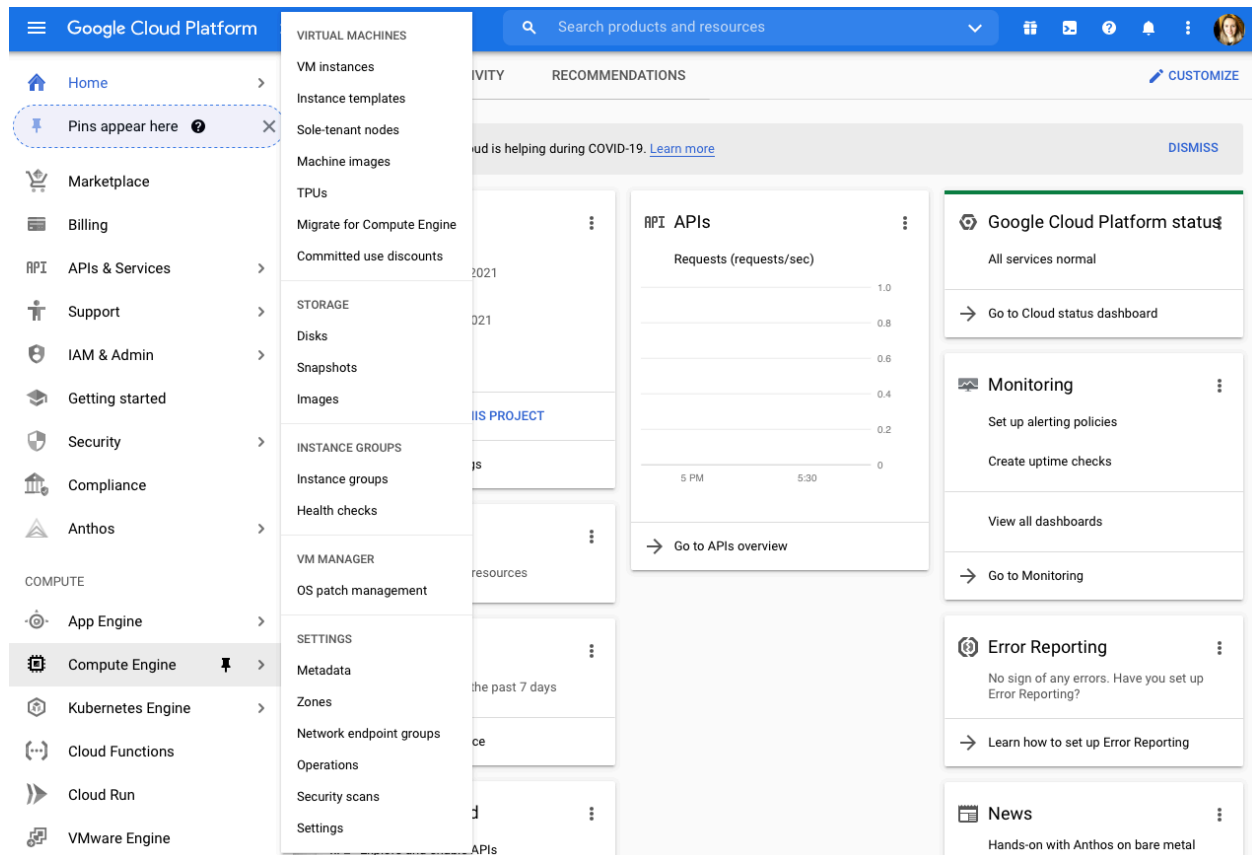 Google Cloud Platform
Search products and resources
Home
Pins appear here
Marketplace
Billing
API APIs & Services
Support
IAM & Admin
Getting started
Security
Compliance
Anthos
COMPUTE
App Engine
Compute Engine
Kubernetes Engine
Cloud Functions
Cloud Run
VMware Engine
VIRTUAL MACHINES
VM instances
Instance templates
Sole-tenant nodes
Machine images
TPUs
Migrate for Compute Engine
Committed use discounts
STORAGE
Disks
Snapshots
Images
INSTANCE GROUPS
Instance groups
Health checks
VM MANAGER
OS patch management
SETTINGS
Metadata
Zones
Network endpoint groups
Operations
Security scans
Settings
RECOMMENDATIONS
CUSTOMIZE
is helping during COVID-19. Learn more
DISMISS
2021
PROJECT
resources
the past 7 days
APIs
API APIs
Requests (requests/sec)
1.0
0.8
0.6
0.4
0.2
0
5 PM 5:30
Go to APIs overview
Google Cloud Platform status
All services normal
Go to Cloud status dashboard
Monitoring
Set up alerting policies
Create uptime checks
View all dashboards
Go to Monitoring
Error Reporting
No sign of any errors. Have you set up
Error Reporting?
Learn how to set up Error Reporting
News
Hands-on with Anthos on bare metal